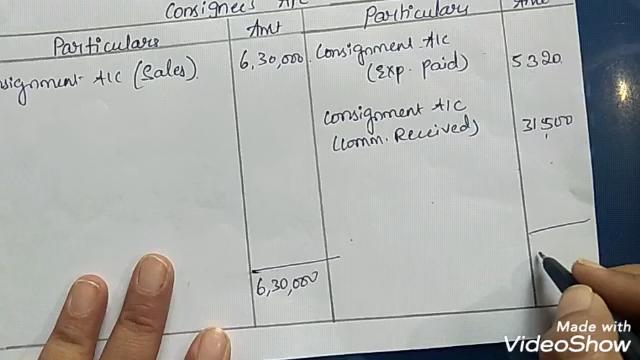 Consignee's A/C
Particulars
Amt
Particulars
Amt
nsignment A/C (Sales).
6,30,000.
Consignment A/C
(Exp. Paid)
5320.
Consignment A/C
(Comm. Received)
31,500
6,30,000
Made with
VideoShow